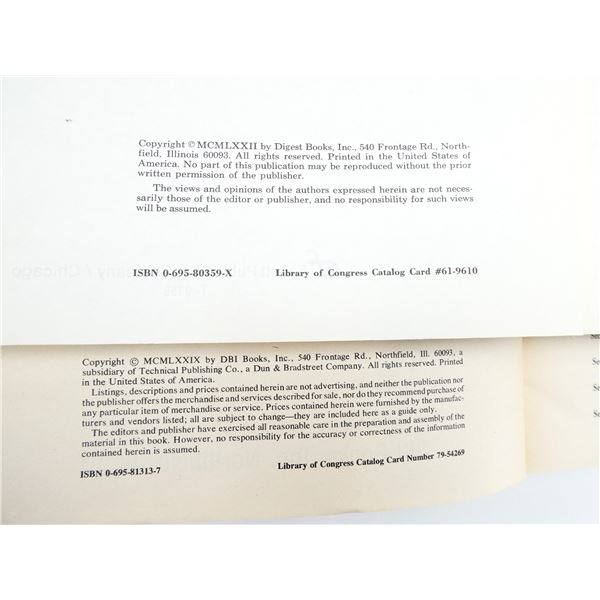 Copyright © MCMLXXII by Digest Books, Inc., 540 Frontage Rd., North-
field, Illinois 60093. All rights reserved. Printed in the United States of
America. No part of this publication may be reproduced without the prior
written permission of the publisher.
The views and opinions of the authors expressed herein are not neces-
sarily those of the editor or publisher, and no responsibility for such views
will be assumed.
ISBN 0-695-80359-X Library of Congress Catalog Card #61-9610
Copyright © MCMLXXIX by DBI Books, Inc., 540 Frontage Rd., Northfield, Ill. 60093, a
subsidiary of Technical Publishing Co., a Dun & Bradstreet Company. All rights reserved. Printed
in the United States of America.
Listings, descriptions and prices contained herein are not advertising, and neither the publication nor
the publisher offers the merchandise and services described for sale, nor do they recommend purchase of
any particular item of merchandise or service. Prices contained herein were furnished by the manufac-
turers and vendors listed; all are subject to change—they are included here as a guide only.
The editors and publisher have exercised all reasonable care in the preparation and assembly of the
material in this book. However, no responsibility for the accuracy or correctness of the information
contained herein is assumed.
ISBN 0-695-81313-7 Library of Congress Catalog Card Number 79-54269